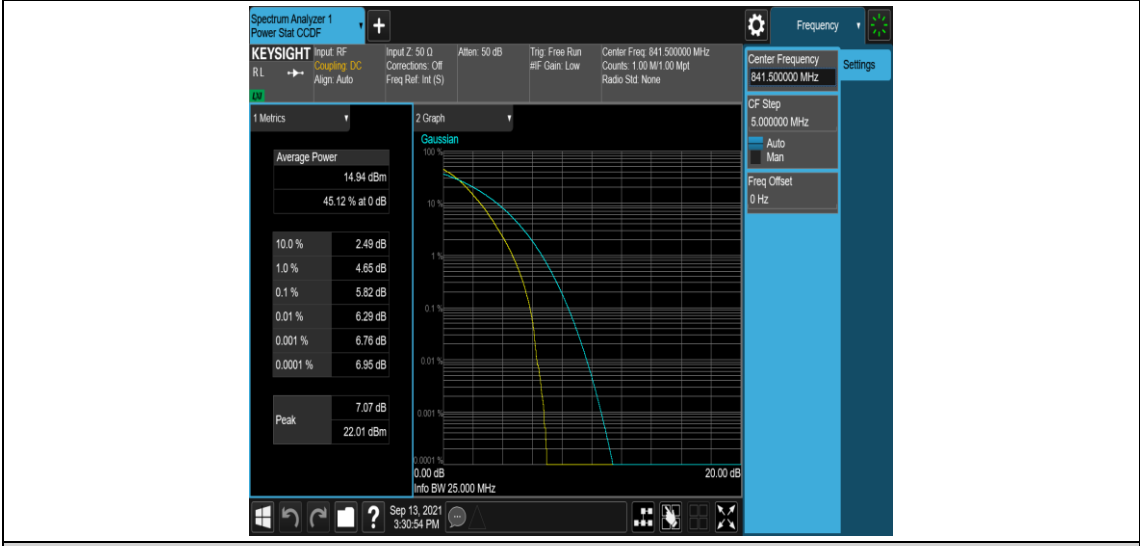 Spectrum Analyzer 1
Power Stat CCDF
+
Frequency
KEYSIGHT
RL
Input: RF
Coupling: DC
Align: Auto
Input Z: 50 Ω
Corrections: Off
Freq Ref: Int (S)
Atten: 50 dB
Trig: Free Run
#IF Gain: Low
Center Freq: 841.500000 MHz
Counts: 1.00 M/1.00 Mpt
Radio Std: None
1 Metrics
Average Power
14.94 dBm
45.12 % at 0 dB
10.0 % 2.49 dB
1.0 % 4.65 dB
0.1 % 5.82 dB
0.01 % 6.29 dB
0.001 % 6.76 dB
0.0001 % 6.95 dB
Peak
7.07 dB
22.01 dBm
2 Graph
Gaussian
100 %
10 %
1 %
0.1 %
0.01 %
0.001 %
0.0001 %
0.00 dB 20.00 dB
Info BW 25.000 MHz
Center Frequency
841.500000 MHz
Settings
CF Step
5.000000 MHz
Auto
Man
Freq Offset
0 Hz
?
Sep 13, 2021
3:30:54 PM